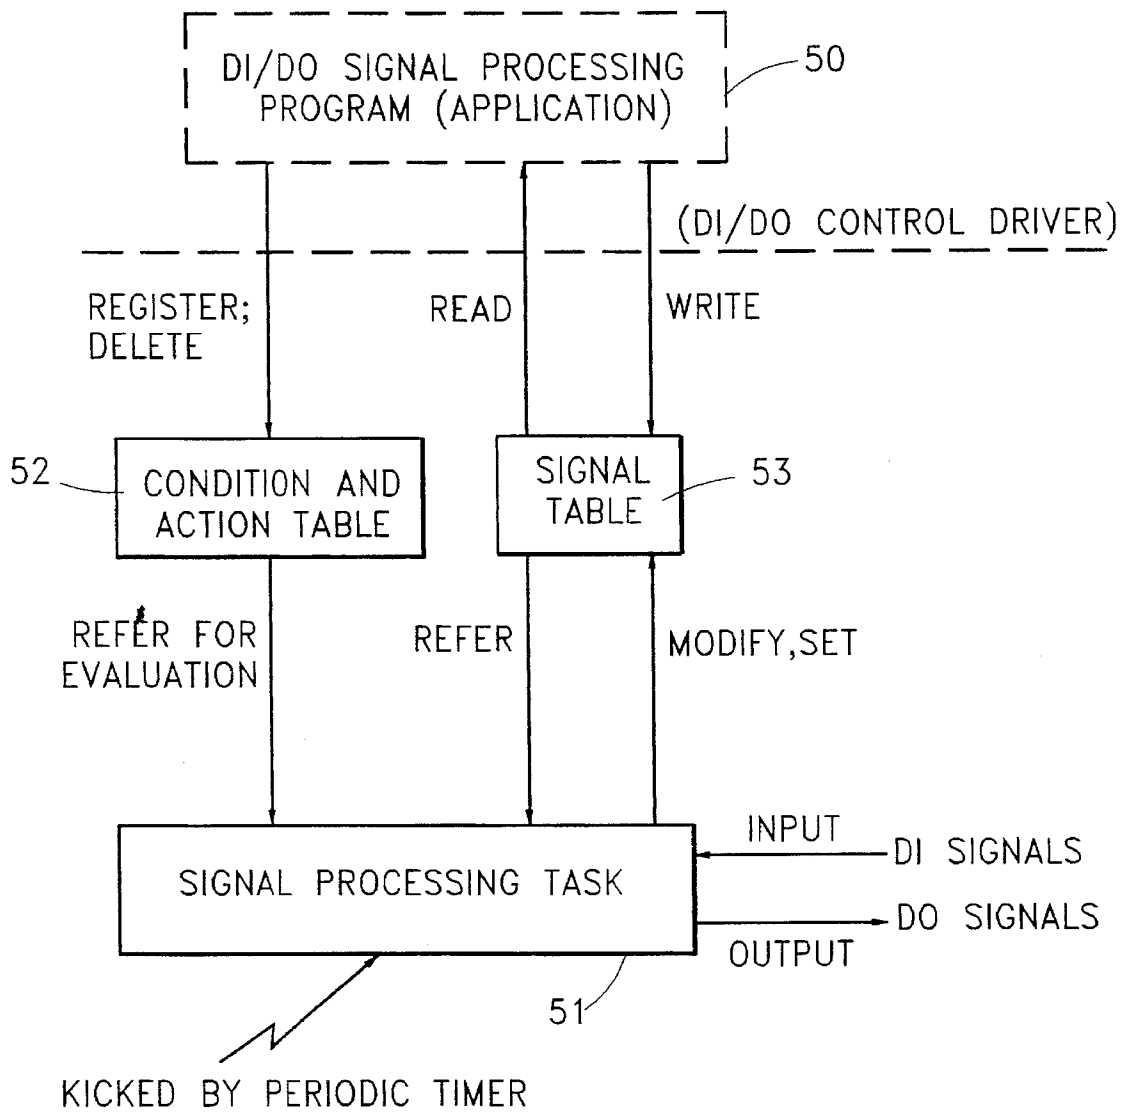 DI/DO SIGNAL PROCESSING
PROGRAM (APPLICATION)
50
(DI/DO CONTROL DRIVER)
REGISTER;
DELETE
READ
WRITE
52
CONDITION AND
ACTION TABLE
SIGNAL
TABLE
53
REFER FOR
EVALUATION
REFER
MODIFY,SET
SIGNAL PROCESSING TASK
INPUT
DI SIGNALS
DO SIGNALS
OUTPUT
51
KICKED BY PERIODIC TIMER